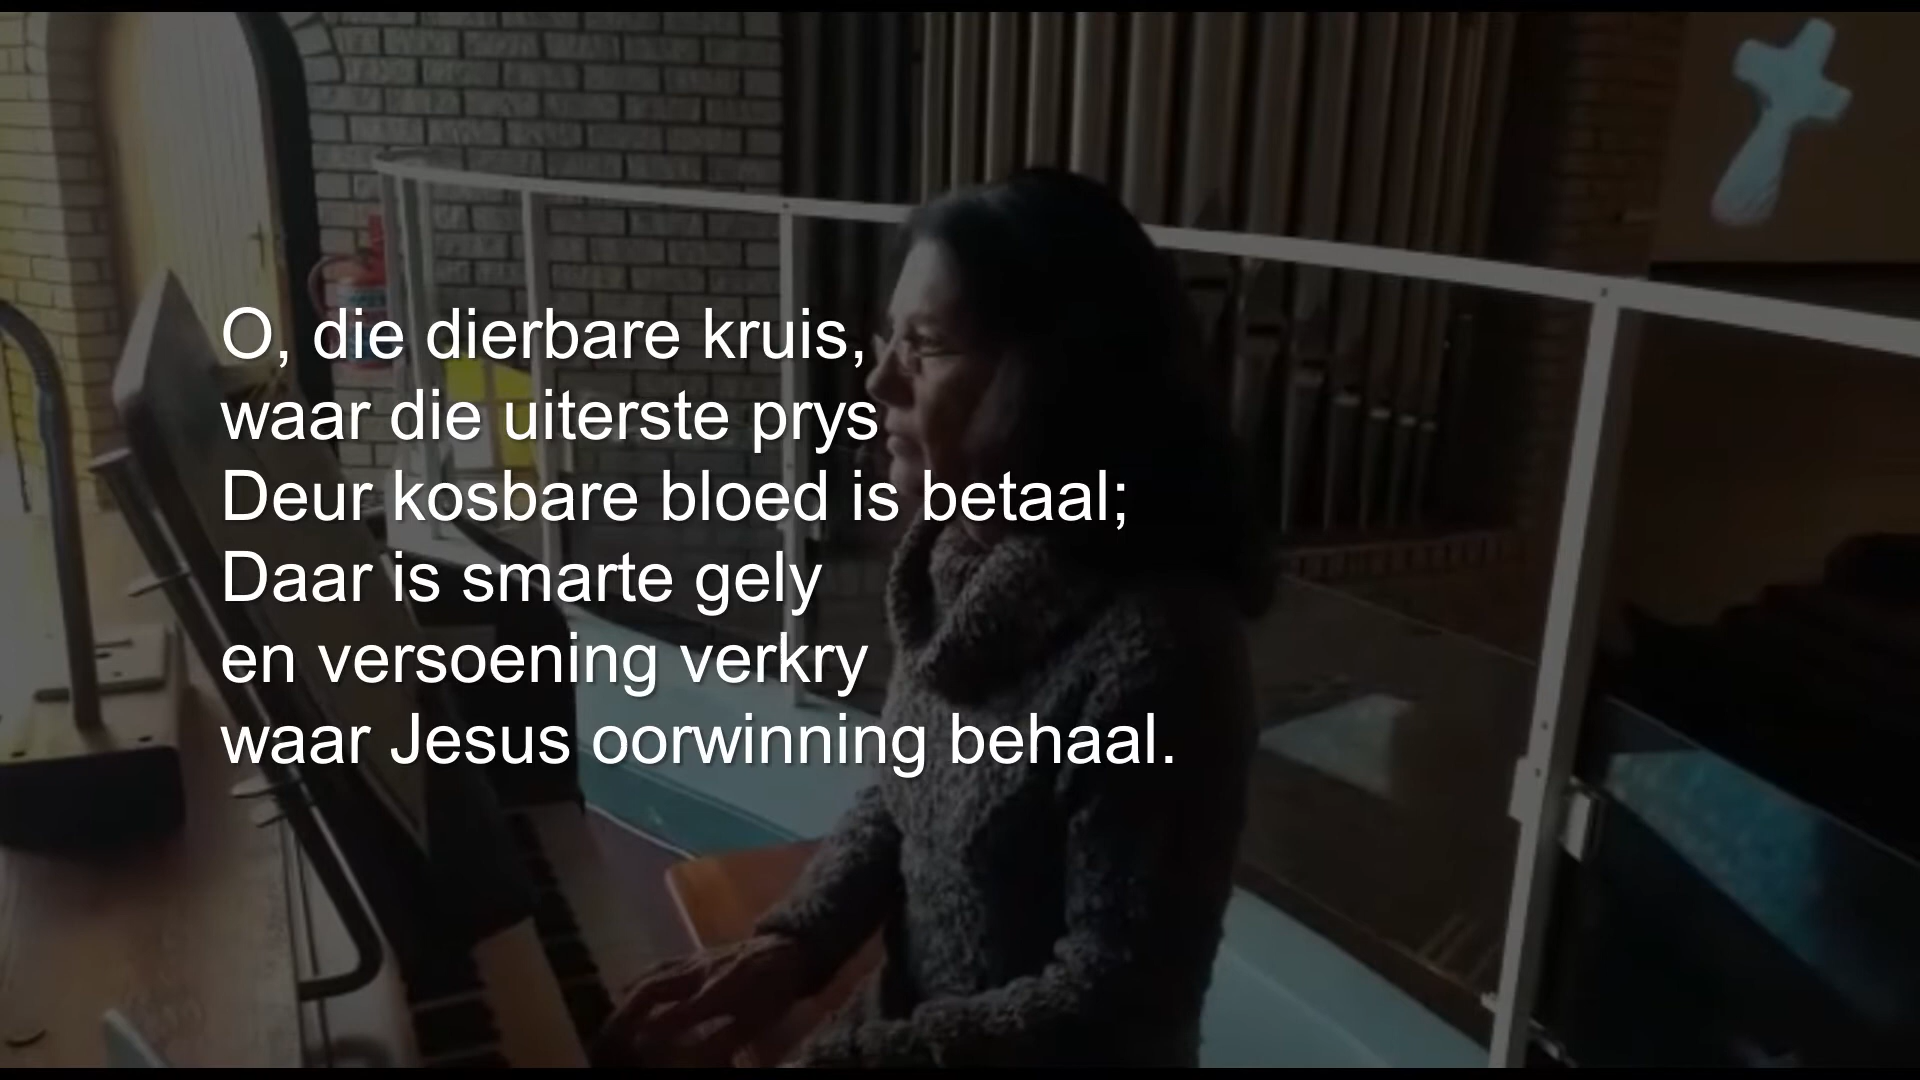 O, die dierbare kruis,
waar die uiterste prys
Deur kosbare bloed is betaal;
Daar is smarte gely
en versoening verkry
waar Jesus oorwinning behaal.